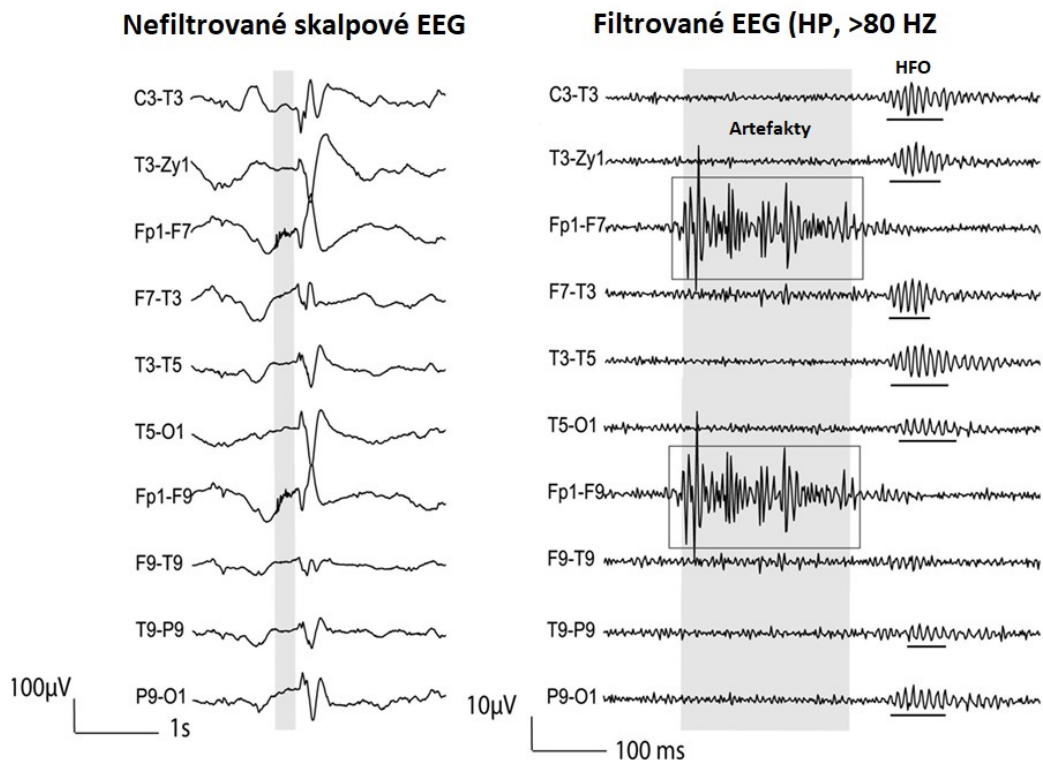 Nefiltrované skalpové EEG
C3-T3
T3-Zy1
Fp1-F7
F7-T3
T3-T5
T5-O1
Fp1-F9
F9-T9
T9-P9
P9-O1
100µV
1s
Filtrované EEG (HP, >80 HZ
HFO
C3-T3
Artefakty
T3-Zy1
Fp1-F7
F7-T3
T3-T5
T5-O1
Fp1-F9
F9-T9
T9-P9
P9-O1
10µV
100 ms